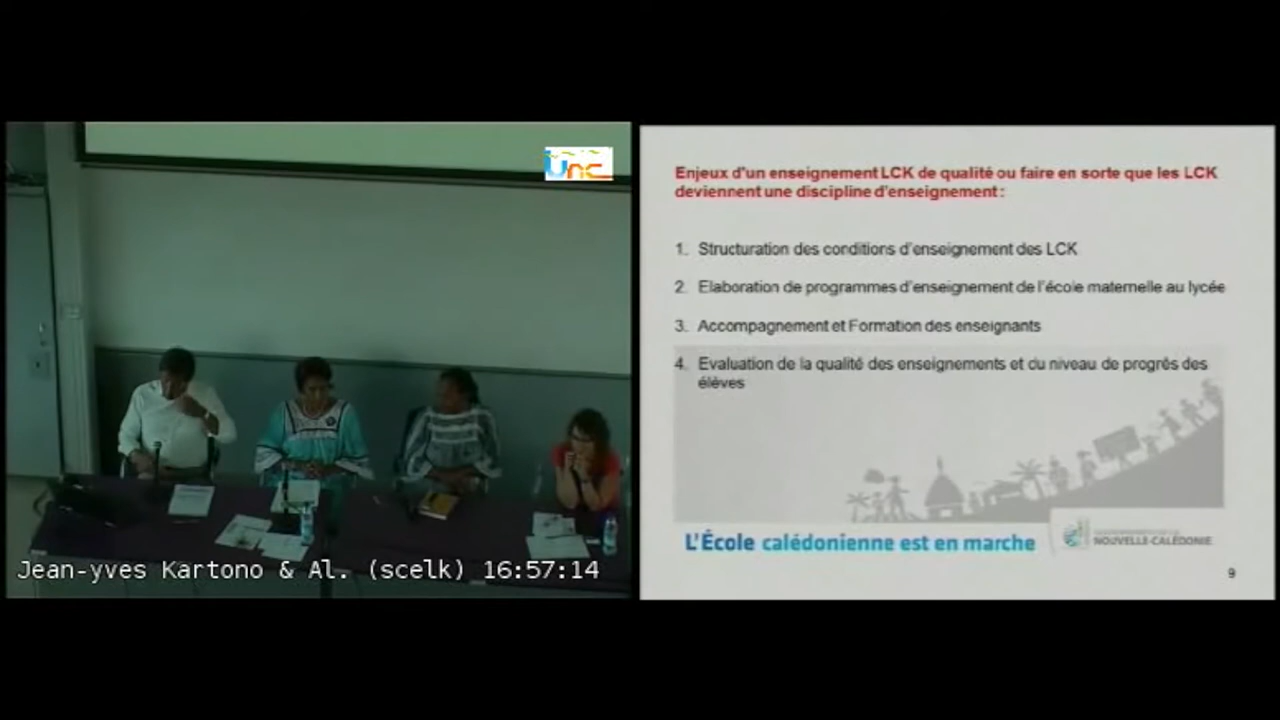 Unc
Jean-yves Kartono & Al. (scelk) 16:57:14
Enjeux d'un enseignement LCK de qualité ou faire en sorte que les LCK
deviennent une discipline d'enseignement :
1. Structuration des conditions d'enseignement des LCK
2. Elaboration de programmes d'enseignement de l'école maternelle au lycée
3. Accompagnement et Formation des enseignants
4. Evaluation de la qualité des enseignements et du niveau de progrès des
élèves
L'École calédonienne est en marche
NOUVELLE-CALÉDONIE
9